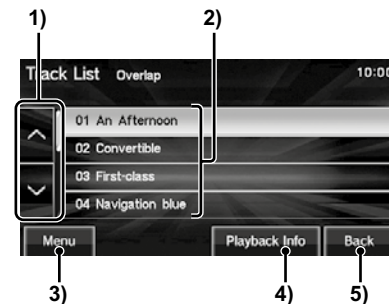 1)
2)
Track List Overlap 10:00
01 An Afternoon
02 Convertible
03 First-class
04 Navigation blue
Menu Playback Info Back
3)
4)
5)